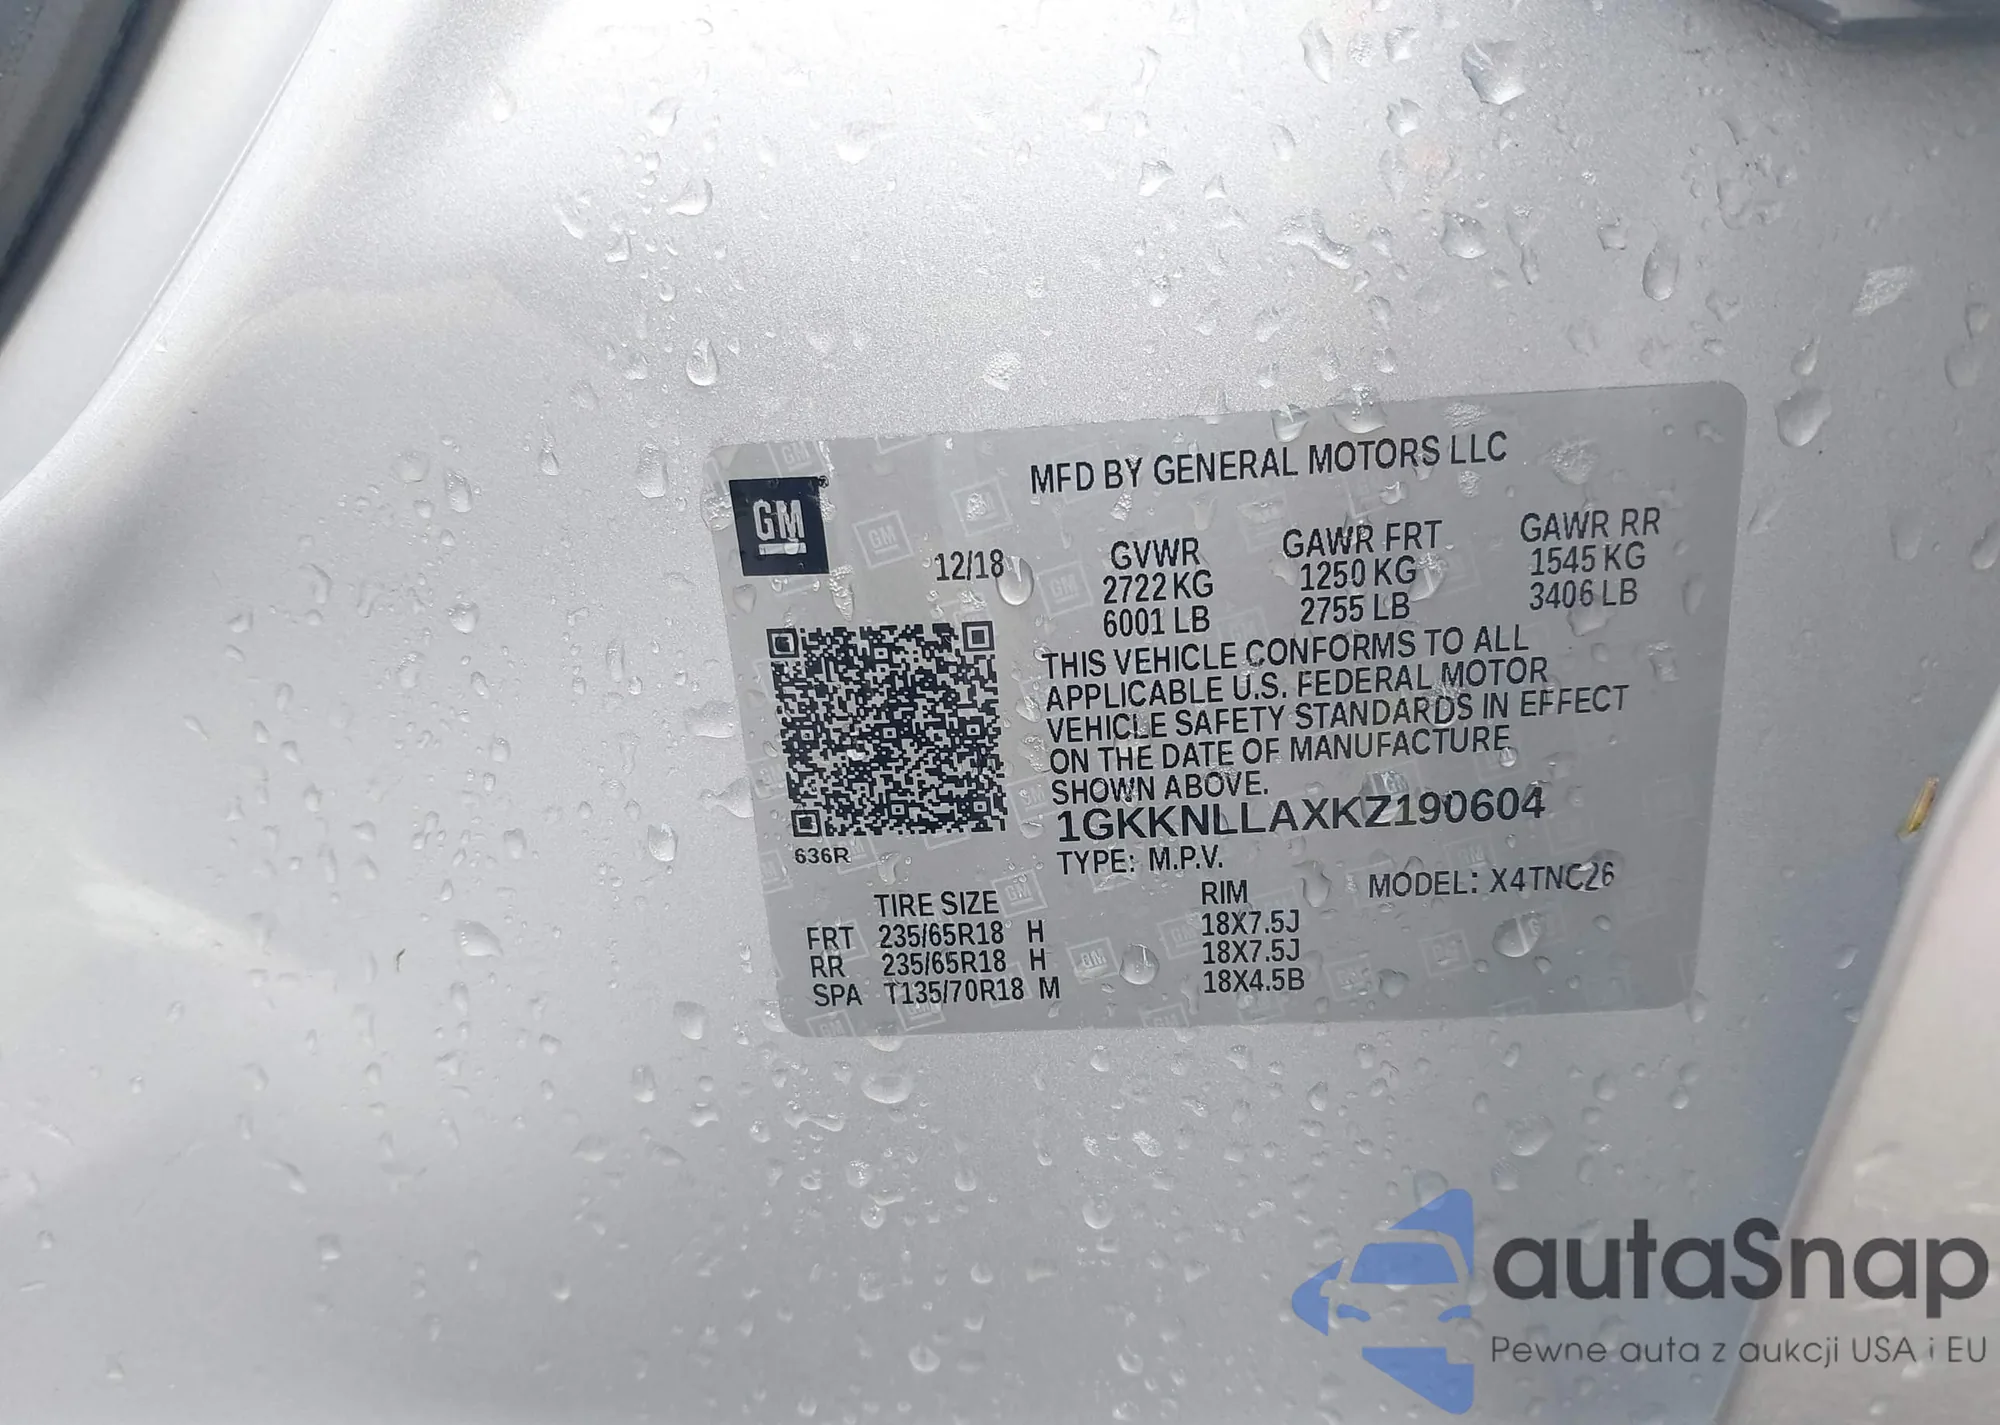 GM
MFD BY GENERAL MOTORS LLC
12/18
GVWR
2722 KG
6001 LB
GAWR FRT
1250 KG
2755 LB
GAWR RR
1545 KG
3406 LB
THIS VEHICLE CONFORMS TO ALL
APPLICABLE U.S. FEDERAL MOTOR
VEHICLE SAFETY STANDARDS IN EFFECT
ON THE DATE OF MANUFACTURE
SHOWN ABOVE.
1GKKNLLAXKZ190604
636R
TYPE: M.P.V.
MODEL: X4TNC26
TIRE SIZE RIM
FRT 235/65R18 H 18X7.5J
RR 235/65R18 H 18X7.5J
SPA T135/70R18 M 18X4.5B
autaSnap
Pewne auta z aukcji USA i EU